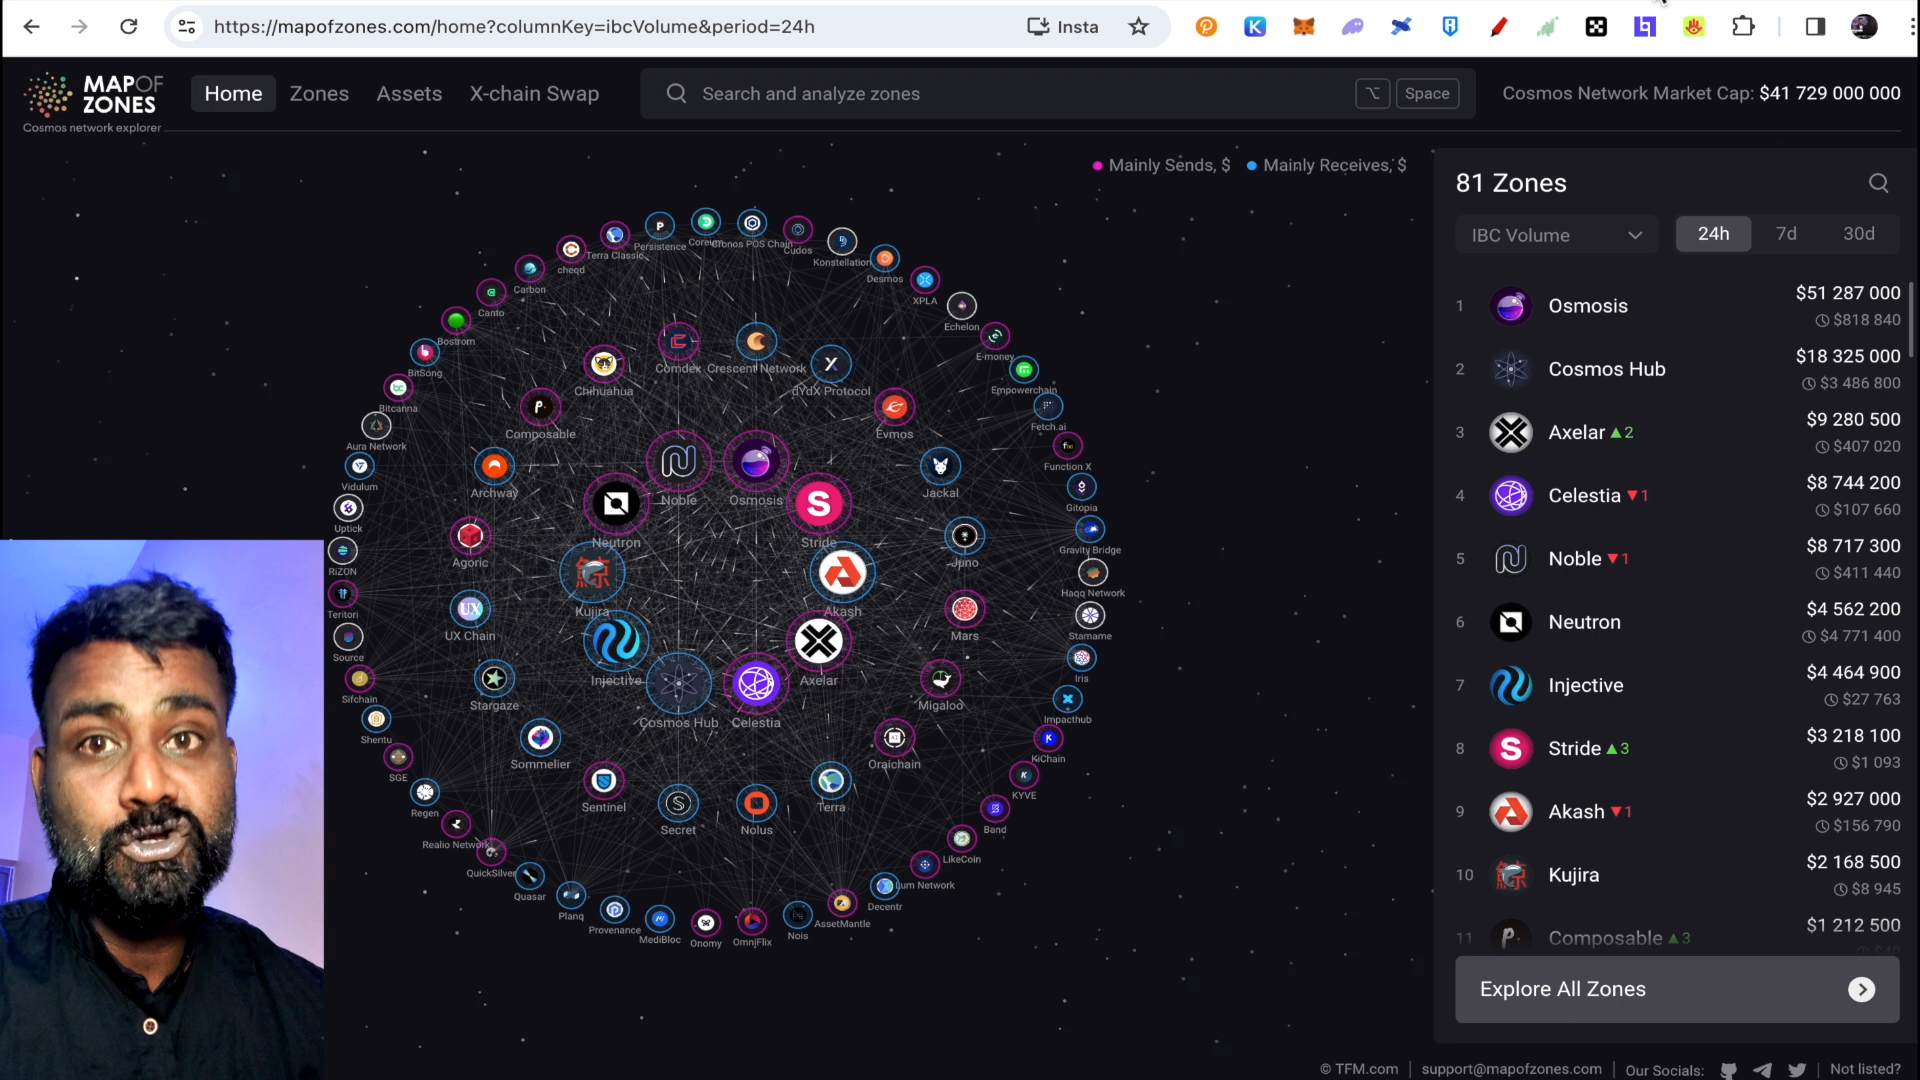 https://mapofzones.com/home?columnKey=ibcVolume&period=24h
Insta
MAPOF
ZONES
Cosmos network explorer
Home
Zones
Assets
X-chain Swap
Search and analyze zones
Space
Cosmos Network Market Cap: $41 729 000 000
Mainly Sends, $
Mainly Receives, $
Persistence
Cronos POS Chain
Cudos
Terra Classic
Konstellation
cheqd
Desmos
Carbon
XPLA
Canto
Echelon
Bostrom
E-money
BitSong
Empowerchain
Bitcanna
Fetch.ai
Aura Network
Function X
Vidulum
Gitopia
Uptick
Gravity Bridge
RiZON
Haqq Network
Teritori
Starname
Source
Iris
Sifchain
Impacthub
Shentu
KiChain
SGE
KYVE
Regen
Band
Realio Network
LikeCoin
QuickSilver
Lum Network
Quasar
Decentr
Planq
AssetMantle
Provenance
Nois
MediBloc
OmniFlix
Onomy
Comdex
Crescent Network
Chihuahua
dYdX Protocol
Composable
Evmos
Archway
Jackal
Agoric
Juno
UX
UX Chain
Mars
Stargaze
Migaloo
Sommelier
Oraichain
Sentinel
Terra
Secret
Nolus
Noble
Osmosis
Neutron
Stride
Kujira
Akash
Injective
Axelar
Cosmos Hub
Celestia
81 Zones
IBC Volume
24h
7d
30d
1
Osmosis
$51 287 000
$818 840
2
Cosmos Hub
$18 325 000
$3 486 800
3
Axelar ▲2
$9 280 500
$407 020
4
Celestia ▼1
$8 744 200
$107 660
5
Noble ▼1
$8 717 300
$411 440
6
Neutron
$4 562 200
$4 771 400
7
Injective
$4 464 900
$27 763
8
Stride ▲3
$3 218 100
$1 093
9
Akash ▼1
$2 927 000
$156 790
10
Kujira
$2 168 500
$8 945
11
Composable ▲3
$1 212 500
Explore All Zones
© TFM.com
support@mapofzones.com
Our Socials:
Not listed?